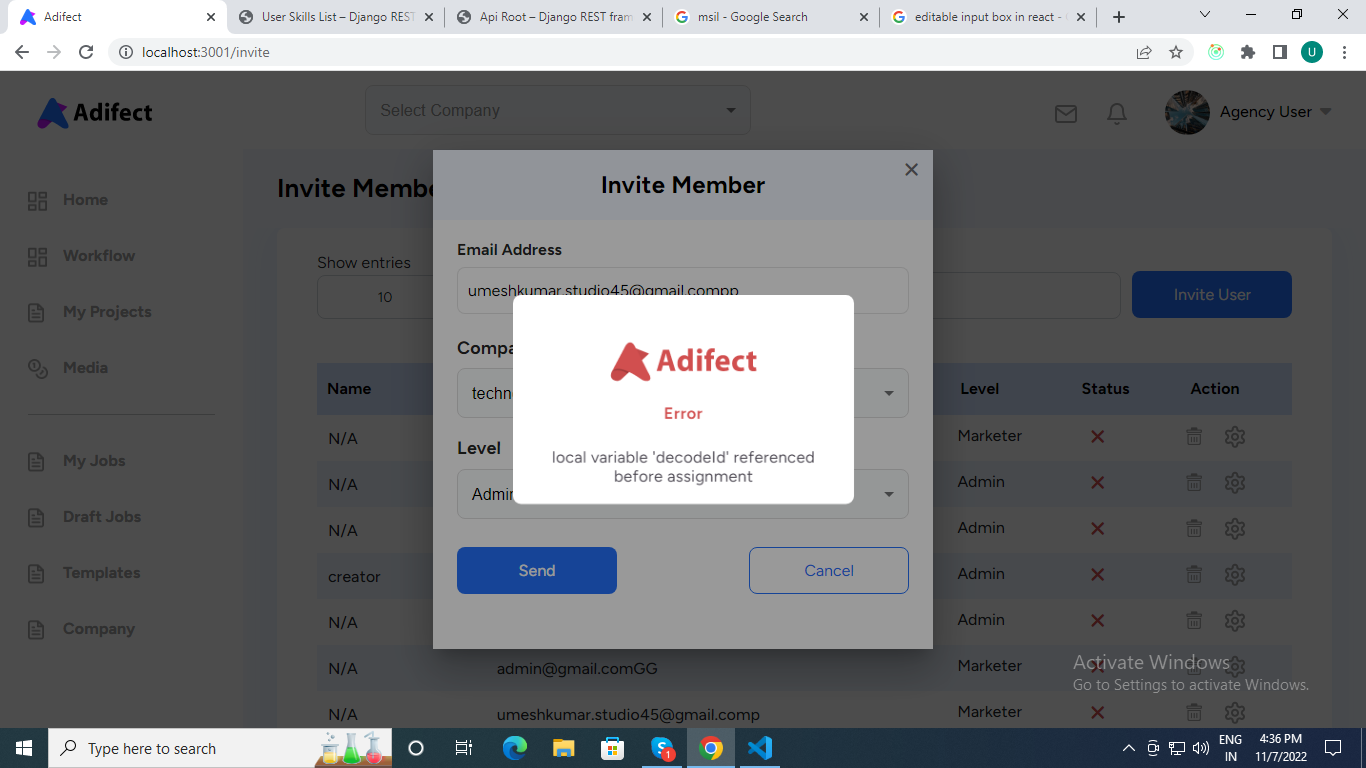 Adifect
User Skills List – Django REST
Api Root – Django REST fram
msil - Google Search
editable input box in react -
localhost:3001/invite
U
Adifect
Select Company
Agency User
Home
Workflow
My Projects
Media
My Jobs
Draft Jobs
Templates
Company
Invite Membe
Show entries
10
Invite User
Name
Level
Status
Action
N/A
Marketer
N/A
Admin
N/A
Admin
creator
Admin
N/A
Admin
N/A
admin@gmail.comGG
Marketer
N/A
umeshkumar.studio45@gmail.comp
Marketer
Invite Member
Email Address
umeshkumar.studio45@gmail.compp
Compa
techn
Level
Admin
Send
Cancel
Adifect
Error
local variable 'decodeId' referenced
before assignment
Activate Windows
Go to Settings to activate Windows.
Type here to search
1
ENG
IN
4:36 PM
11/7/2022